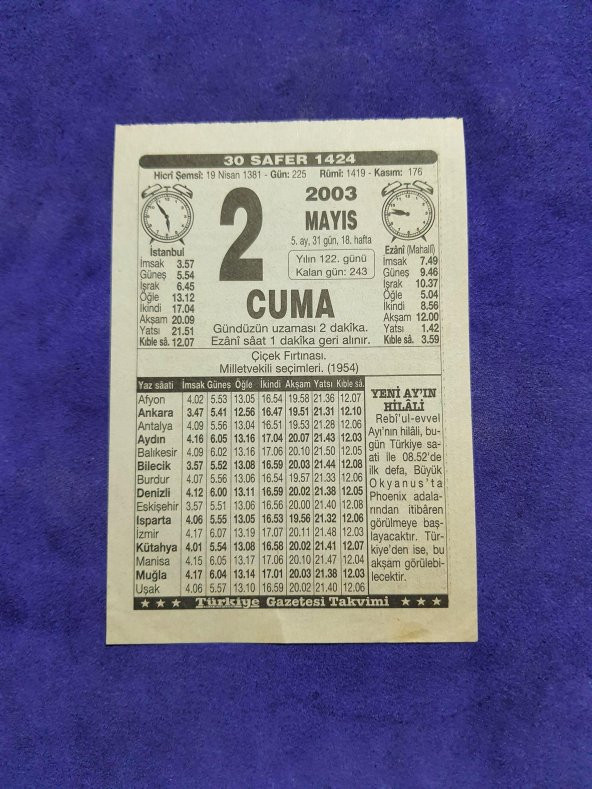 30 SAFER 1424
Hicrî Şemsî: 19 Nisan 1381 - Gün: 225 Rûmî: 1419 - Kasım: 176
2
2003
MAYIS
5. ay, 31 gün, 18. hafta
Yılın 122. günü
Kalan gün: 243
CUMA
İstanbul
İmsak 3.57
Güneş 5.54
Işrak 6.45
Öğle 13.12
İkindi 17.04
Akşam 20.09
Yatsı 21.51
Kıble sâ. 12.07
Ezânî (Mahallî)
İmsak 7.49
Güneş 9.46
Işrak 10.37
Öğle 5.04
İkindi 8.56
Akşam 12.00
Yatsı 1.42
Kıble sâ. 3.59
Gündüzün uzaması 2 dakîka.
Ezânî sâat 1 dakîka geri alınır.
Çiçek Fırtınası.
Milletvekili seçimleri. (1954)
Yaz sâati İmsak Güneş Öğle İkindi Akşam Yatsı Kıble sâ.
Afyon 4.02 5.53 13.05 16.54 19.58 21.36 12.07
Ankara 3.47 5.41 12.56 16.47 19.51 21.31 12.10
Antalya 4.09 5.56 13.04 16.51 19.53 21.28 12.06
Aydın 4.16 6.05 13.16 17.04 20.07 21.43 12.03
Balıkesir 4.09 6.02 13.16 17.06 20.10 21.50 12.05
Bilecik 3.57 5.52 13.08 16.59 20.03 21.44 12.08
Burdur 4.07 5.56 13.06 16.54 19.57 21.33 12.06
Denizli 4.12 6.00 13.11 16.59 20.02 21.38 12.05
Eskişehir 3.57 5.51 13.06 16.56 20.00 21.40 12.08
Isparta 4.06 5.55 13.05 16.53 19.56 21.32 12.06
İzmir 4.17 6.07 13.19 17.07 20.11 21.48 12.03
Kütahya 4.01 5.54 13.08 16.58 20.02 21.41 12.07
Manisa 4.15 6.05 13.17 17.06 20.10 21.47 12.04
Muğla 4.17 6.04 13.14 17.01 20.03 21.38 12.03
Uşak 4.06 5.57 13.10 16.59 20.02 21.40 12.06
YENİ AY'IN
HİLÂLİ
Rebî'ul-evvel
Ayı'nın hilâli, bu-
gün Türkiye sa-
ati ile 08.52'de
ilk defa, Büyük
Okyanus'ta
Phoenix adala-
rından itibâren
görülmeye baş-
layacaktır. Tür-
kiye'den ise, bu
akşam görülebi-
lecektir.
★ ★ ★ Türkiye Gazetesi Takvimi ★ ★ ★